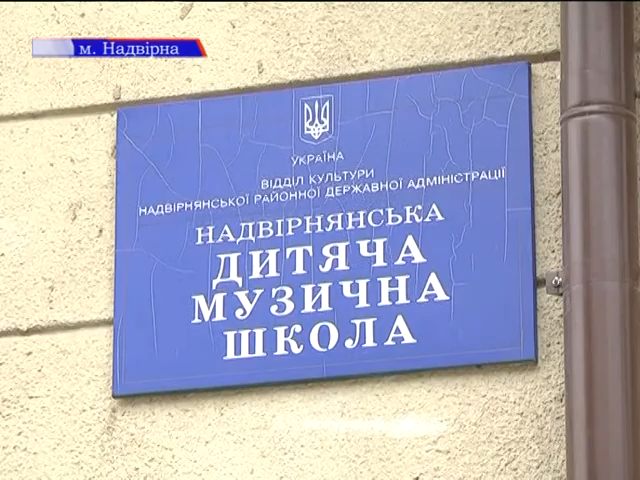 м. Надвірна
УКРАЇНА
ВІДДІЛ КУЛЬТУРИ
НАДВІРНЯНСЬКОЇ РАЙОННОЇ ДЕРЖАВНОЇ АДМІНІСТРАЦІЇ
НАДВІРНЯНСЬКА
ДИТЯЧА
МУЗИЧНА
ШКОЛА